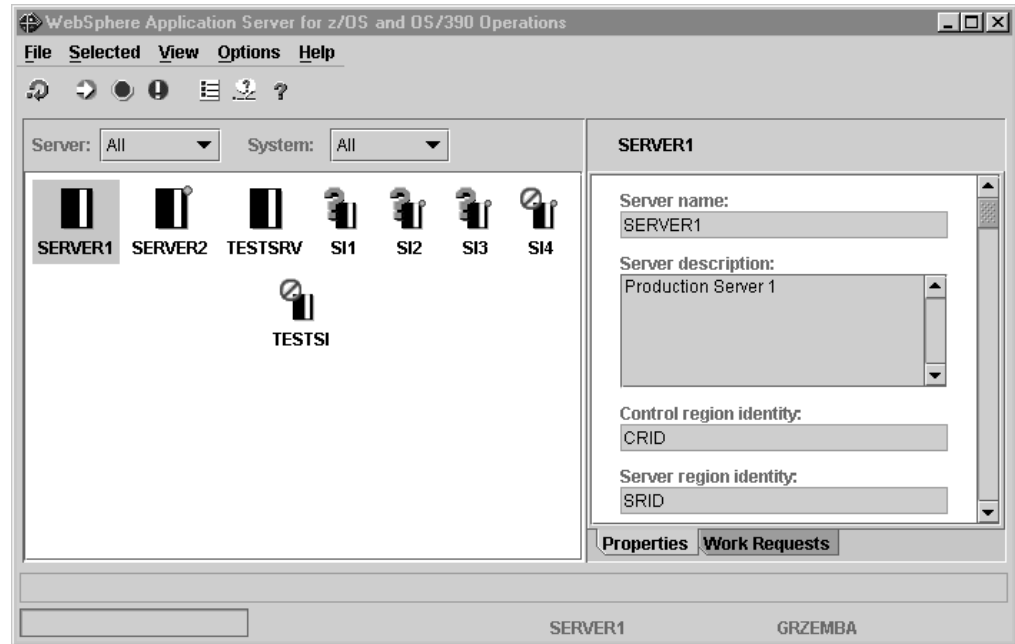 WebSphere Application Server for z/OS and OS/390 Operations
File Selected View Options Help
Server: All System: All
SERVER1 SERVER2 TESTSRV SI1 SI2 SI3 SI4
TESTSI
SERVER1
Server name:
SERVER1
Server description:
Production Server 1
Control region identity:
CRID
Server region identity:
SRID
Properties Work Requests
SERVER1 GRZEMBA